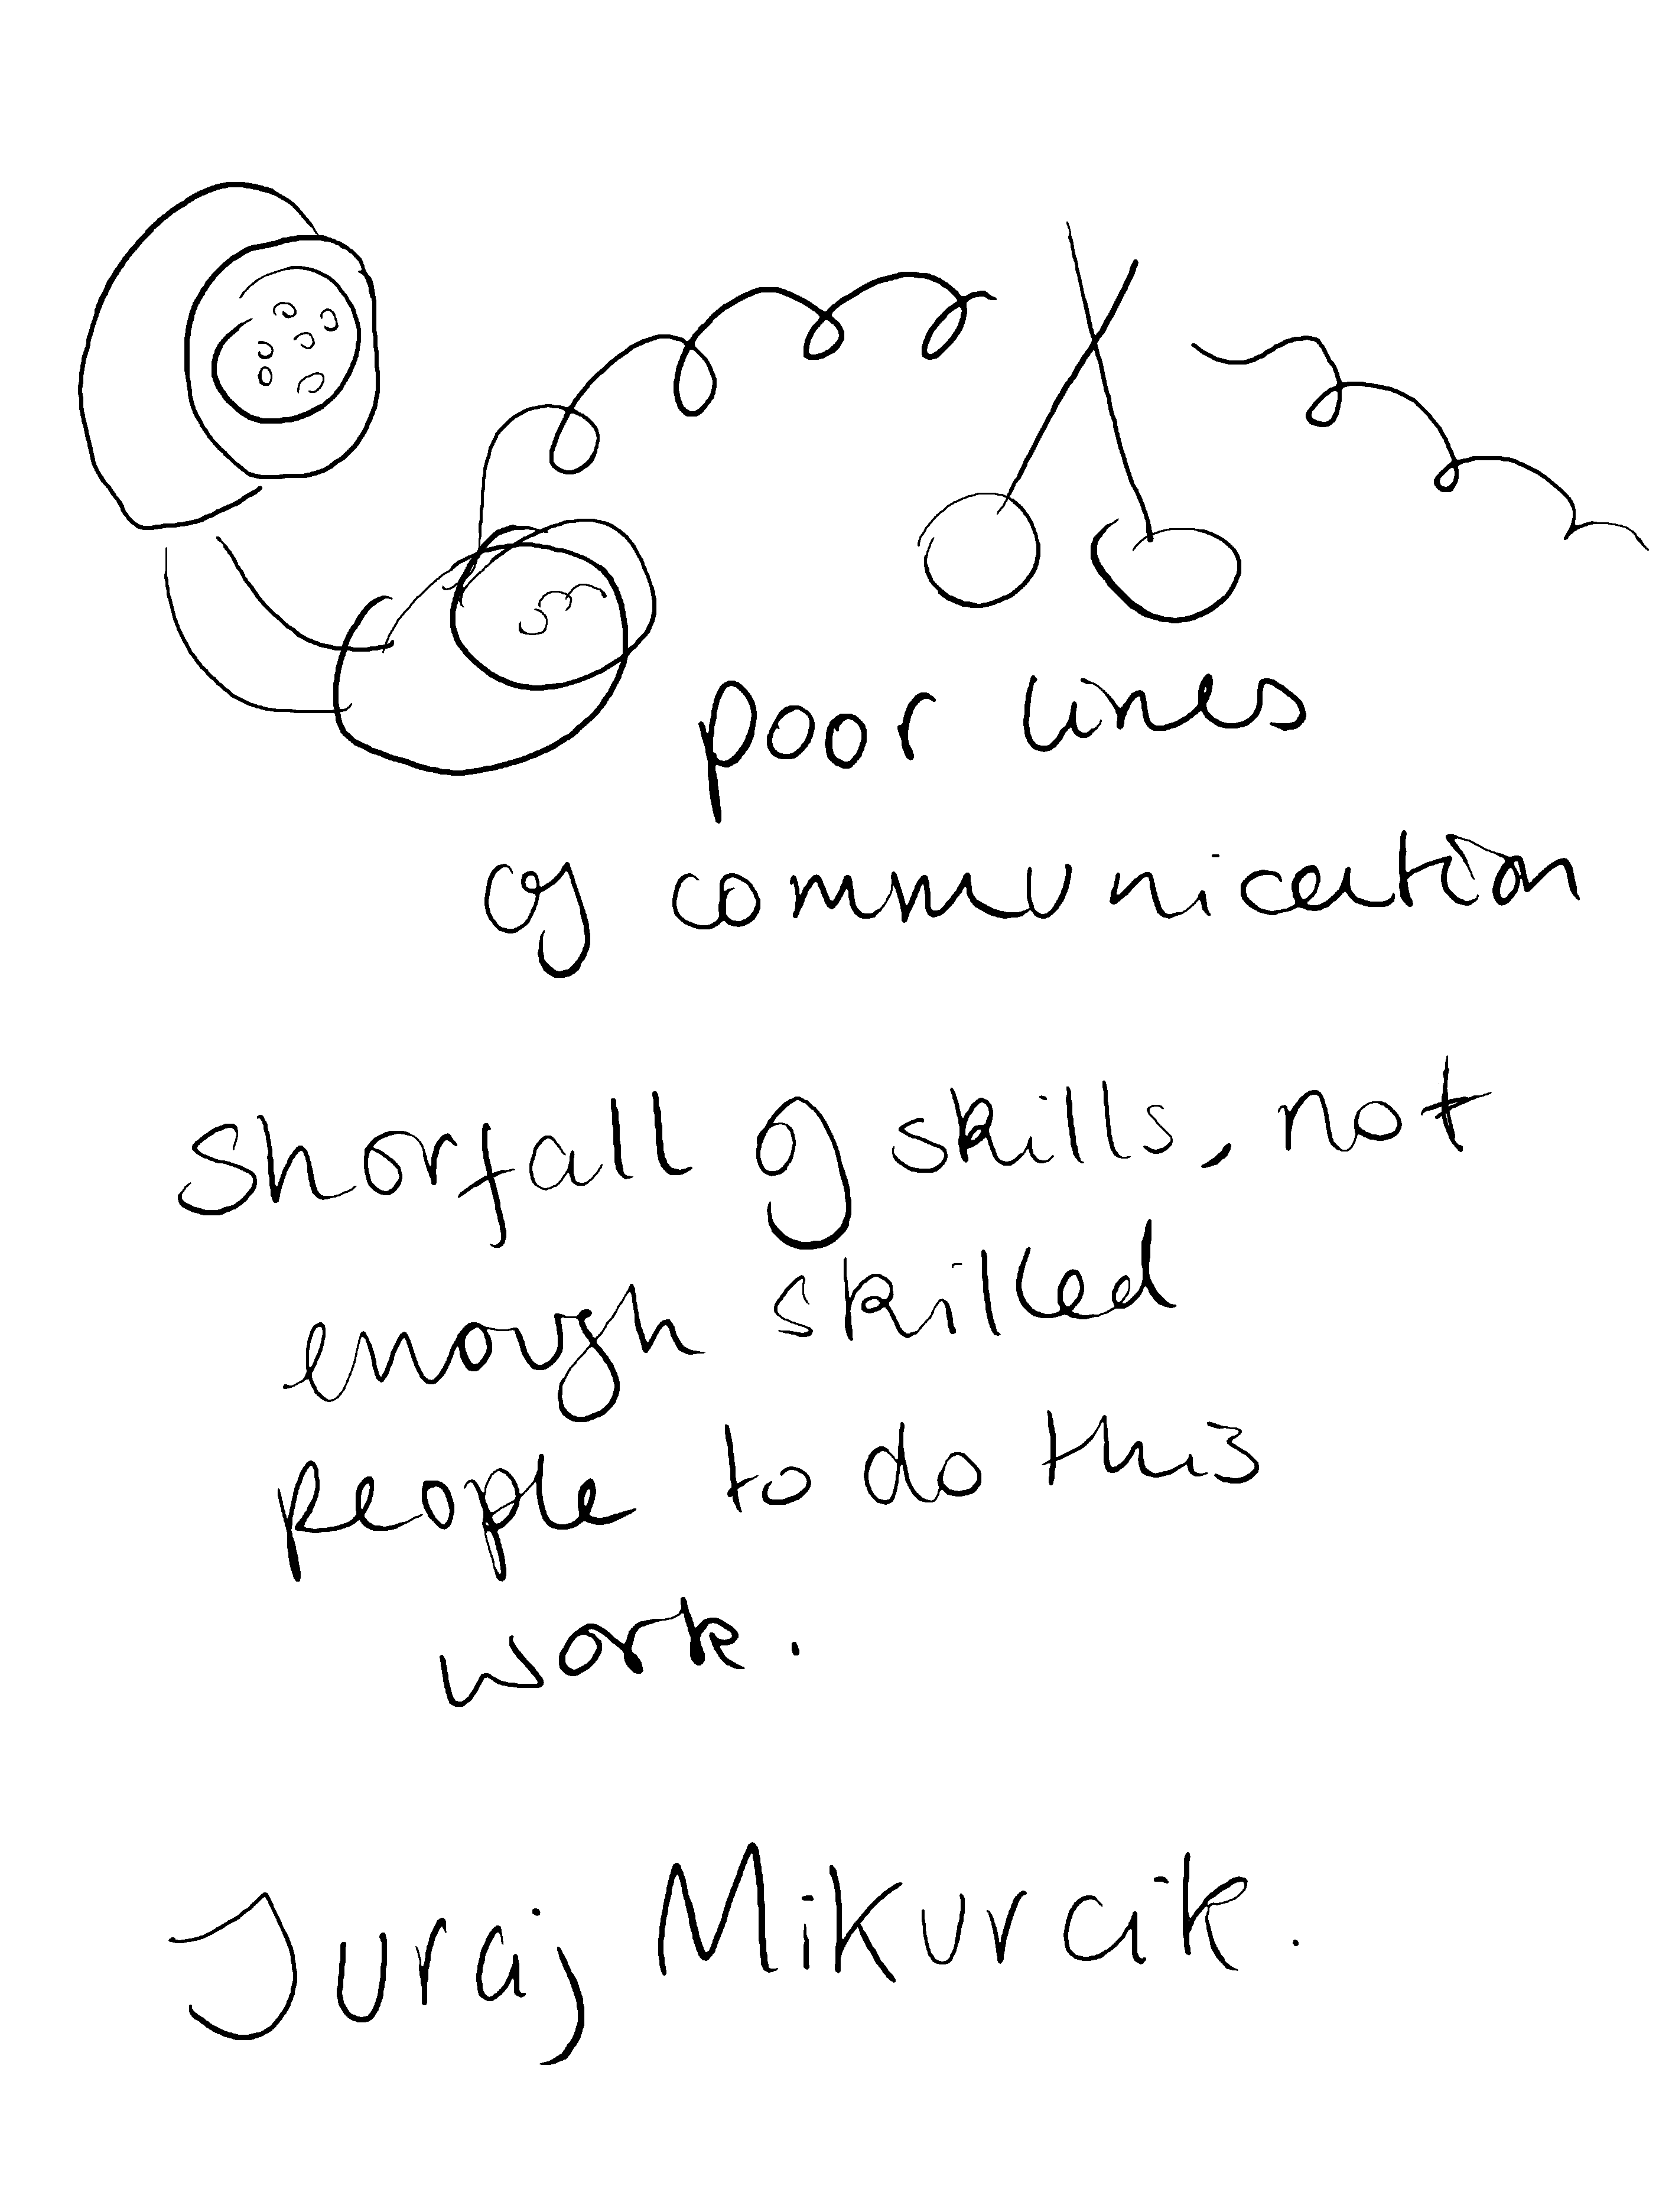 poor lines
of communication
Shorfall of skills, not
enough skilled
people to do this
work.
Juraj Mikurcik.